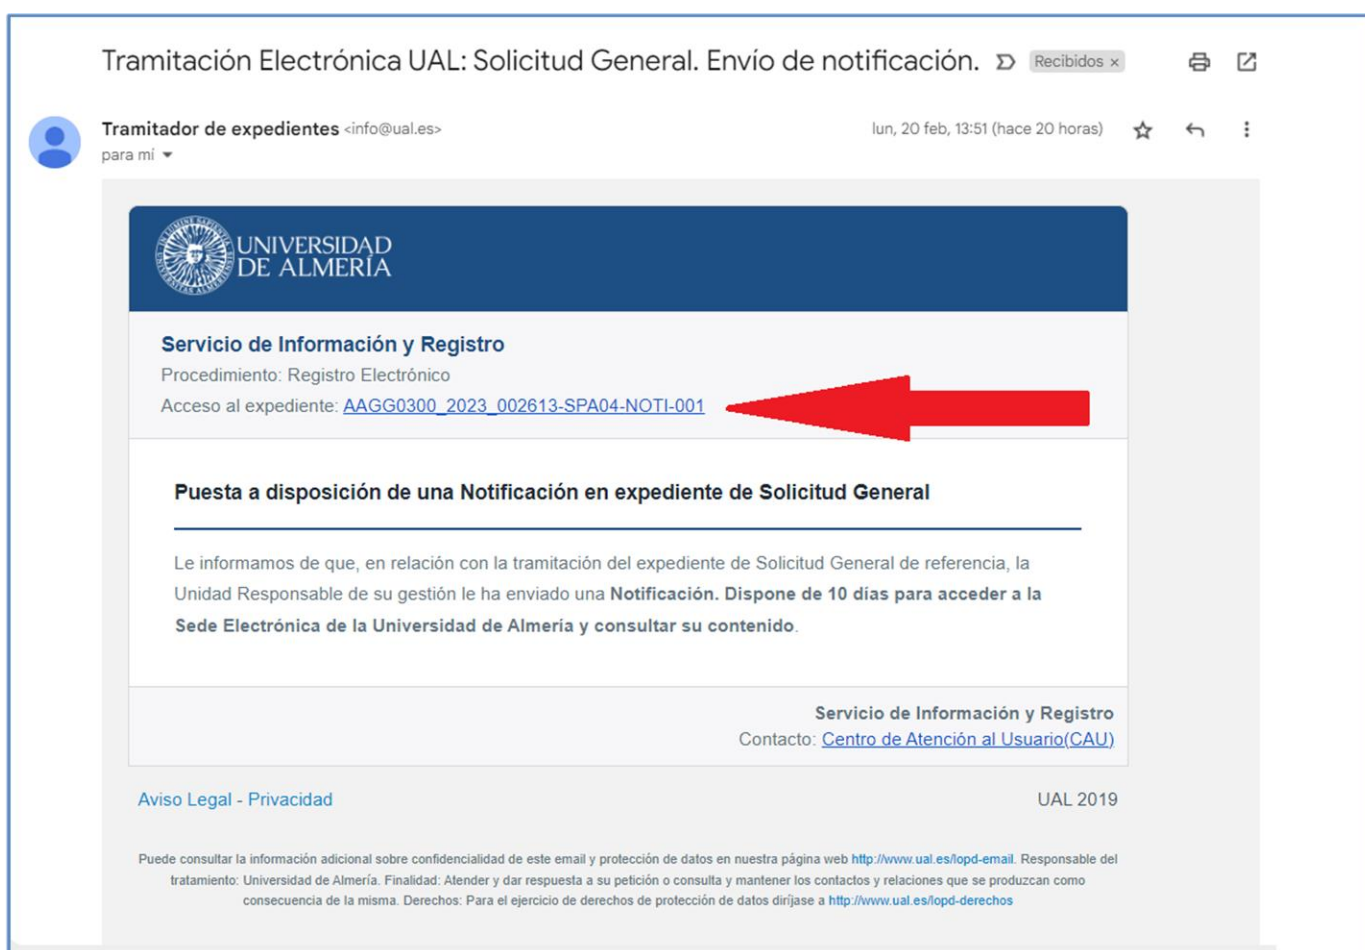 Tramitación Electrónica UAL: Solicitud General. Envío de notificación. Recibidos ×
Tramitador de expedientes <info@ual.es> lun, 20 feb, 13:51 (hace 20 horas)
para mí
UNIVERSIDAD
DE ALMERÍA
Servicio de Información y Registro
Procedimiento: Registro Electrónico
Acceso al expediente: AAGG0300_2023_002613-SPA04-NOTI-001
Puesta a disposición de una Notificación en expediente de Solicitud General
Le informamos de que, en relación con la tramitación del expediente de Solicitud General de referencia, la
Unidad Responsable de su gestión le ha enviado una Notificación. Dispone de 10 días para acceder a la
Sede Electrónica de la Universidad de Almería y consultar su contenido.
Servicio de Información y Registro
Contacto: Centro de Atención al Usuario(CAU)
Aviso Legal - Privacidad UAL 2019
Puede consultar la información adicional sobre confidencialidad de este email y protección de datos en nuestra página web http://www.ual.es/lopd-email. Responsable del
tratamiento: Universidad de Almería. Finalidad: Atender y dar respuesta a su petición o consulta y mantener los contactos y relaciones que se produzcan como
consecuencia de la misma. Derechos: Para el ejercicio de derechos de protección de datos diríjase a http://www.ual.es/lopd-derechos